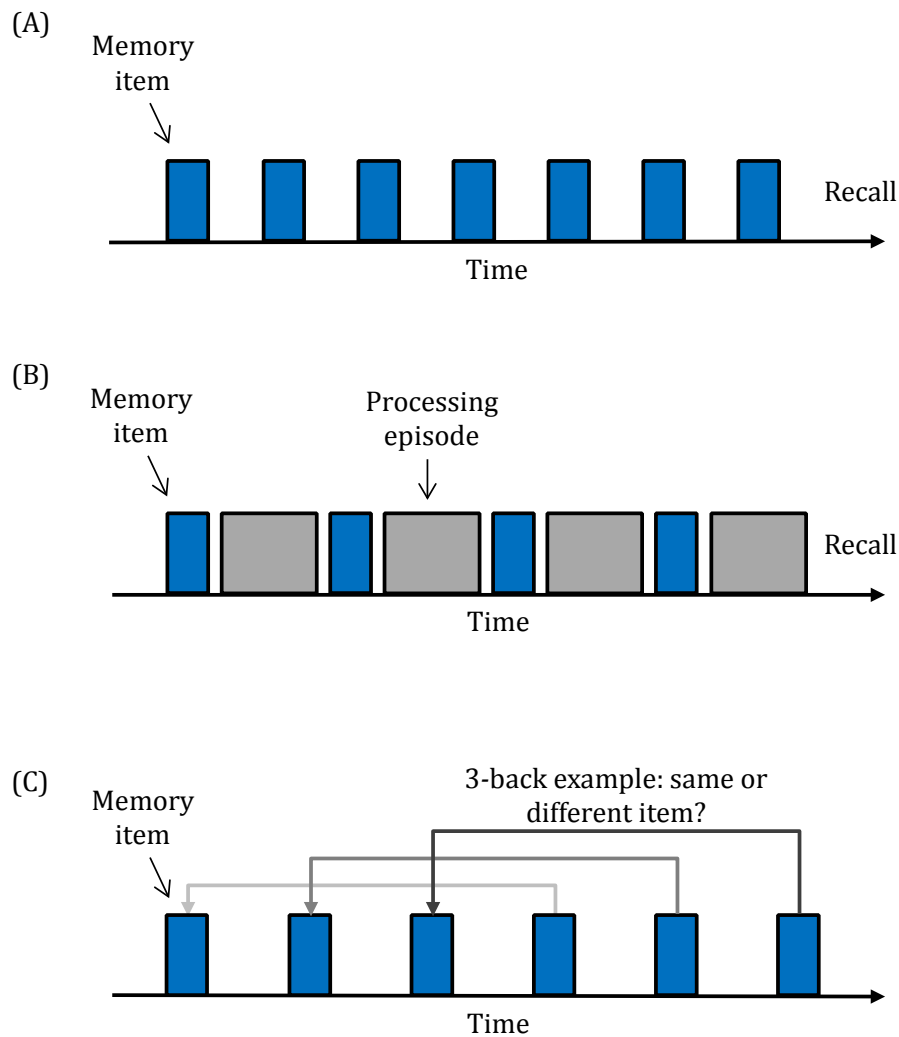 (A)
Memory
item
Recall
Time
(B)
Memory
item
Processing
episode
Recall
Time
(C)
Memory
item
3-back example: same or
different item?
Time